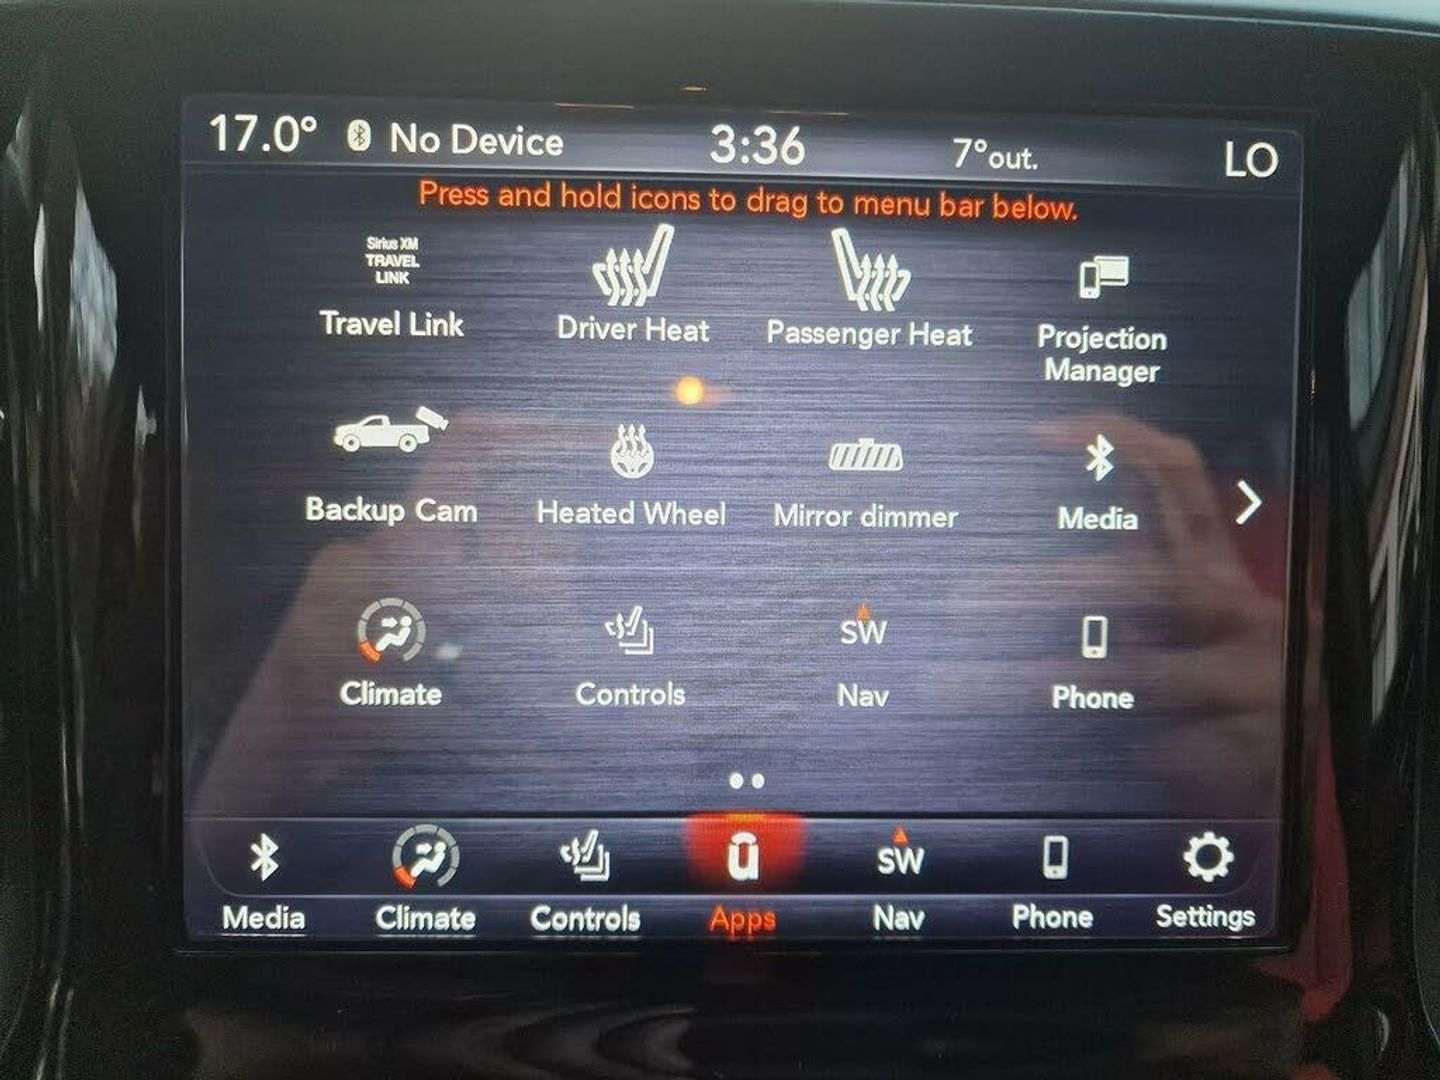 17.0° No Device 3:36 7°out. LO
Press and hold icons to drag to menu bar below.
Sirius XM
TRAVEL
LINK
Travel Link Driver Heat Passenger Heat Projection
Manager
Backup Cam Heated Wheel Mirror dimmer Media
SW
Climate Controls Nav Phone
SW
Media Climate Controls Apps Nav Phone Settings